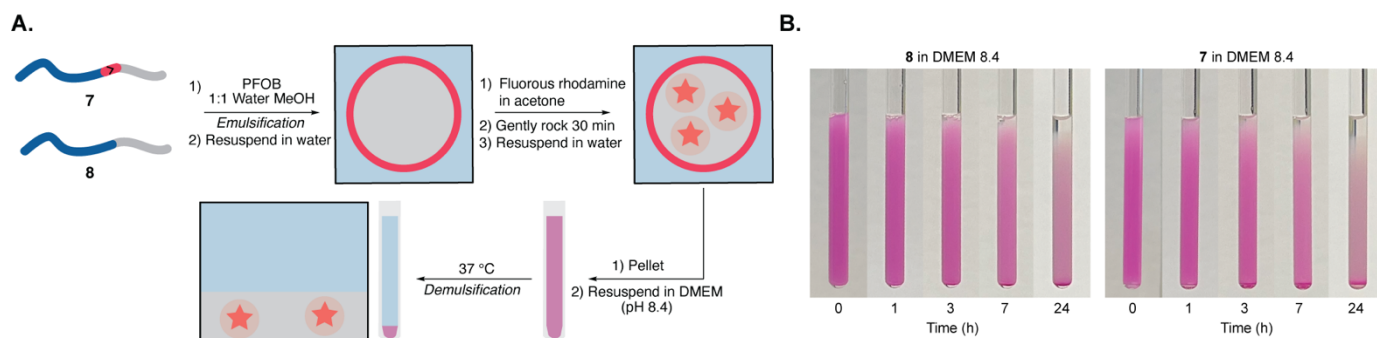 A.
7
8
1)
PFOB
1:1 Water MeOH
Emulsification
2) Resuspend in water
1) Fluorous rhodamine
in acetone
2) Gently rock 30 min
3) Resuspend in water
1) Pellet
2) Resuspend in DMEM
(pH 8.4)
37 °C
Demulsification
B.
8 in DMEM 8.4
0 1 3 7 24
Time (h)
7 in DMEM 8.4
0 1 3 7 24
Time (h)